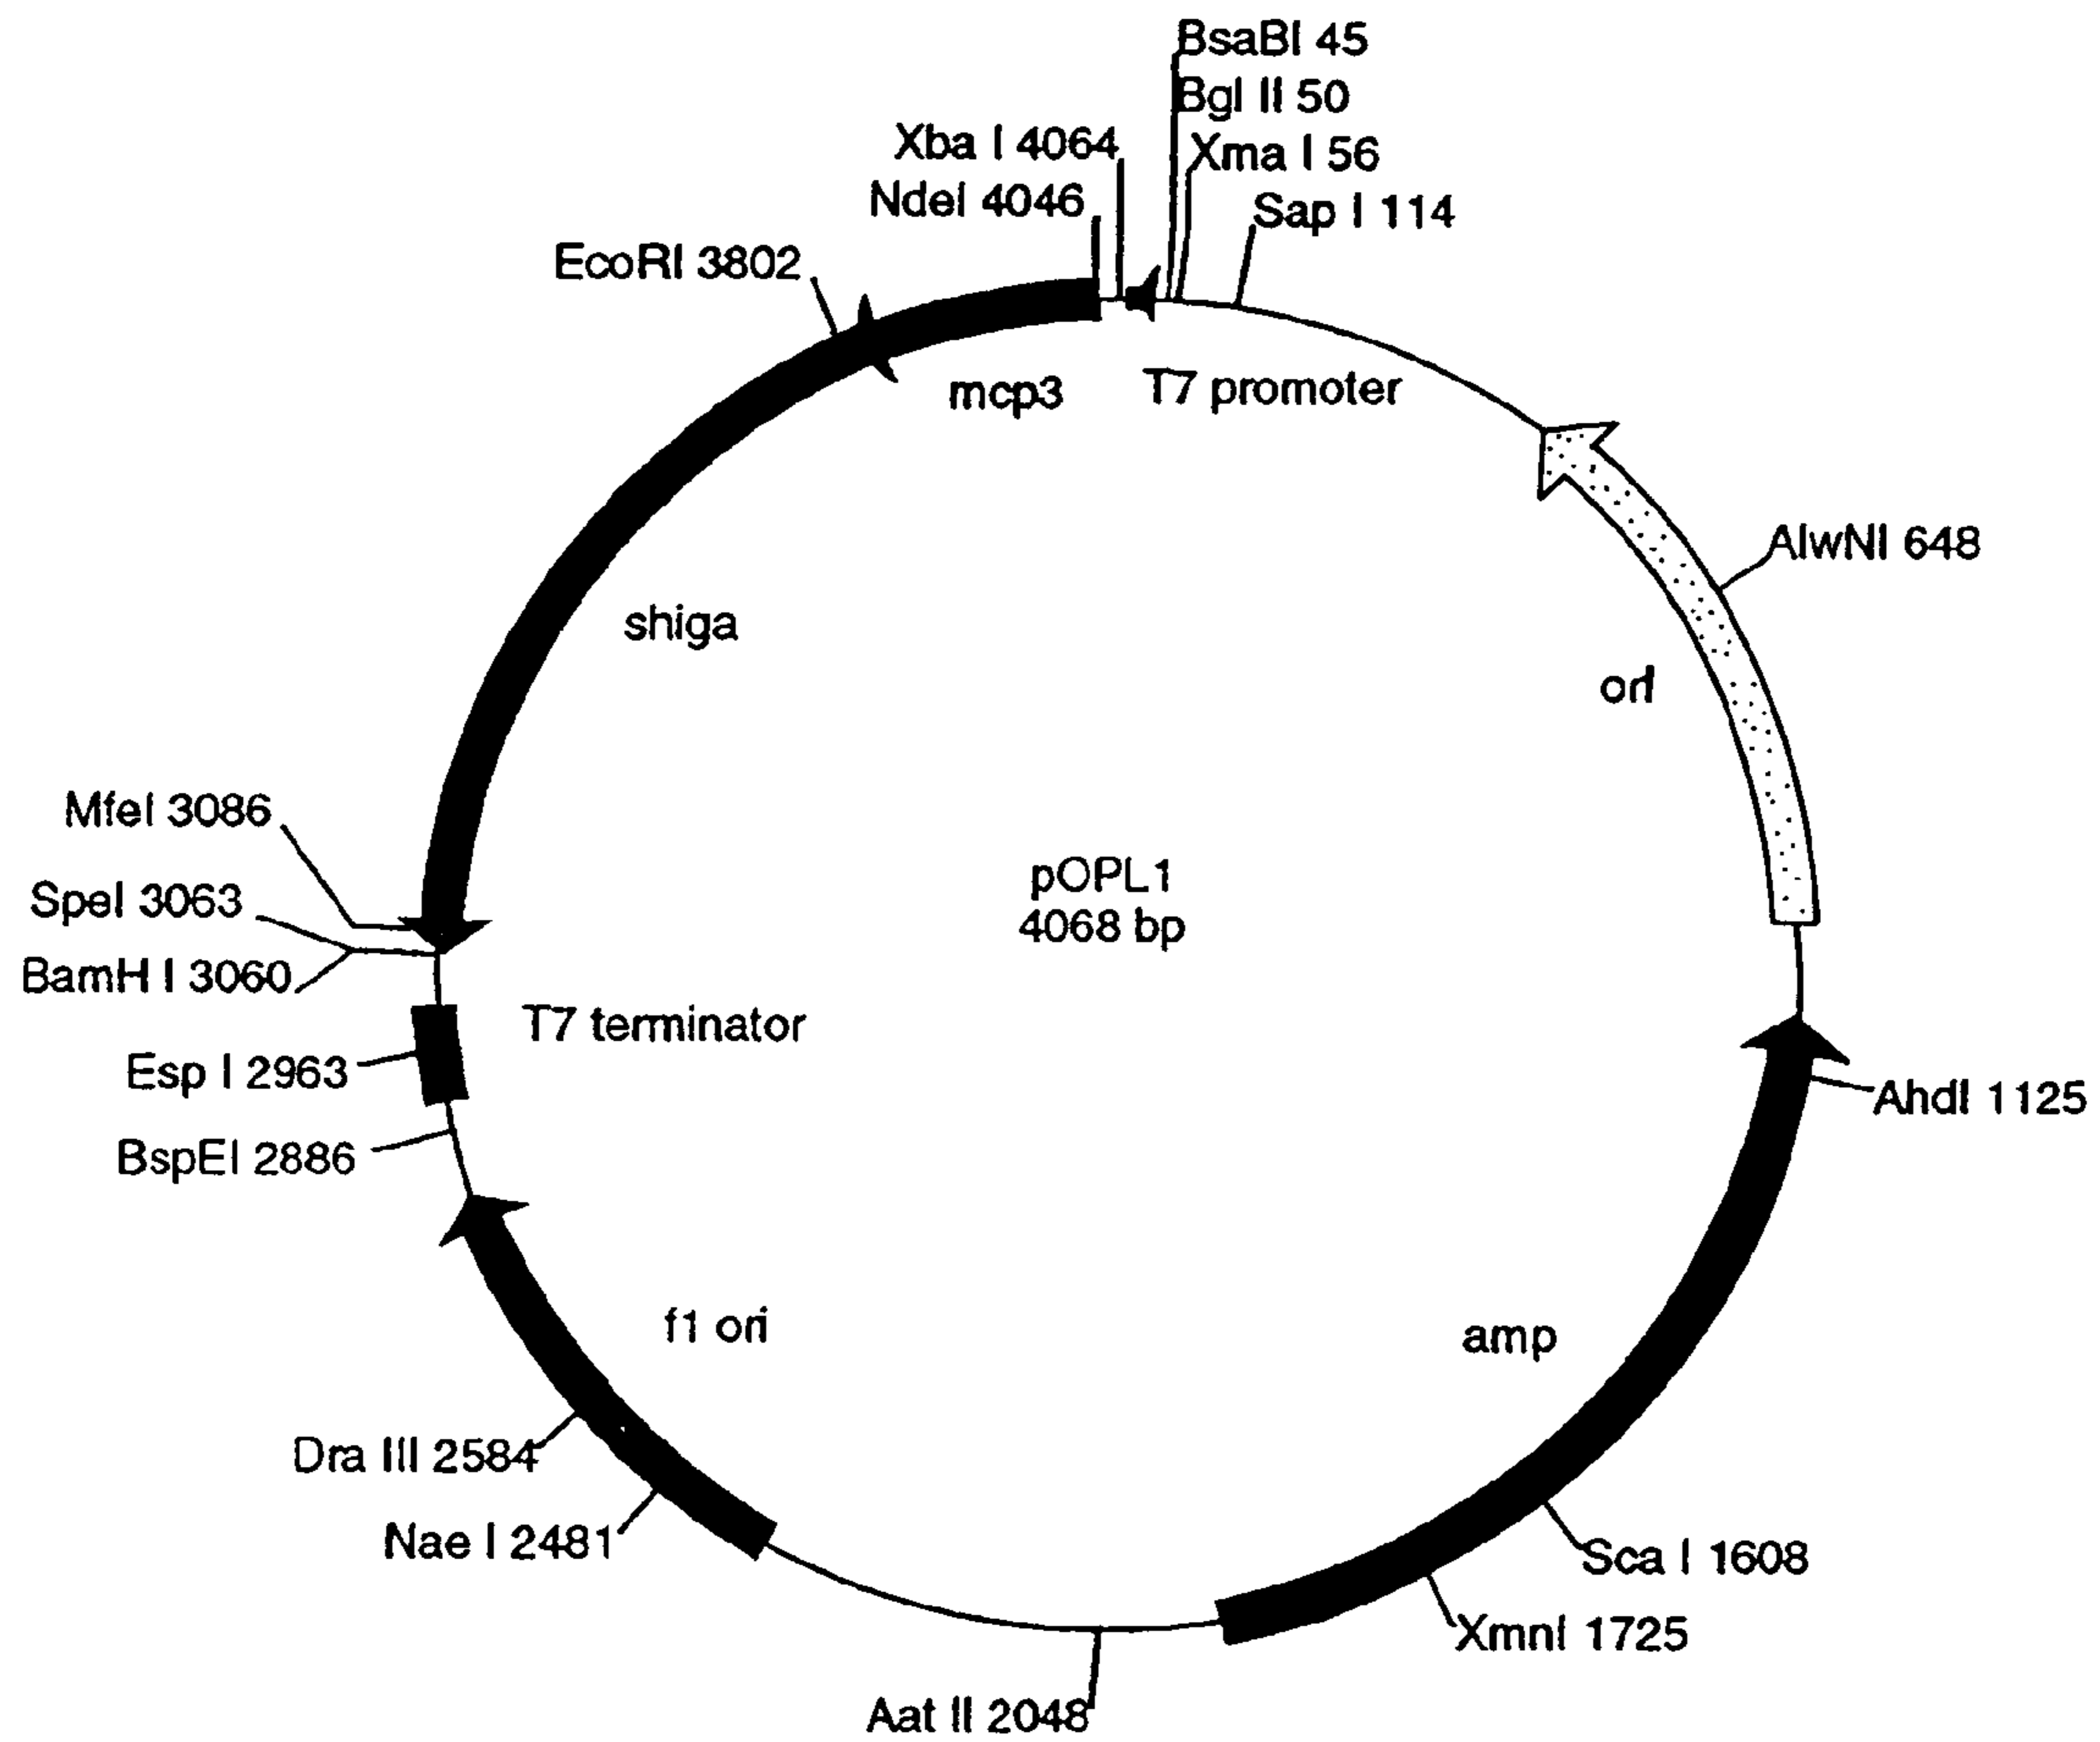 BsaBI 45
Bgl II 50
Xba I 4064
Xma I 56
NdeI 4046
Sap I 114
EcoRI 3802
mcp3
T7 promoter
AlwNI 648
shiga
ori
MfeI 3086
pOPL1
SpeI 3063
4068 bp
BamH I 3060
T7 terminator
Esp I 2963
AhdI 1125
BspEI 2886
f1 ori
amp
Dra III 2584
Nae I 2481
Sca I 1608
XmnI 1725
Aat II 2048